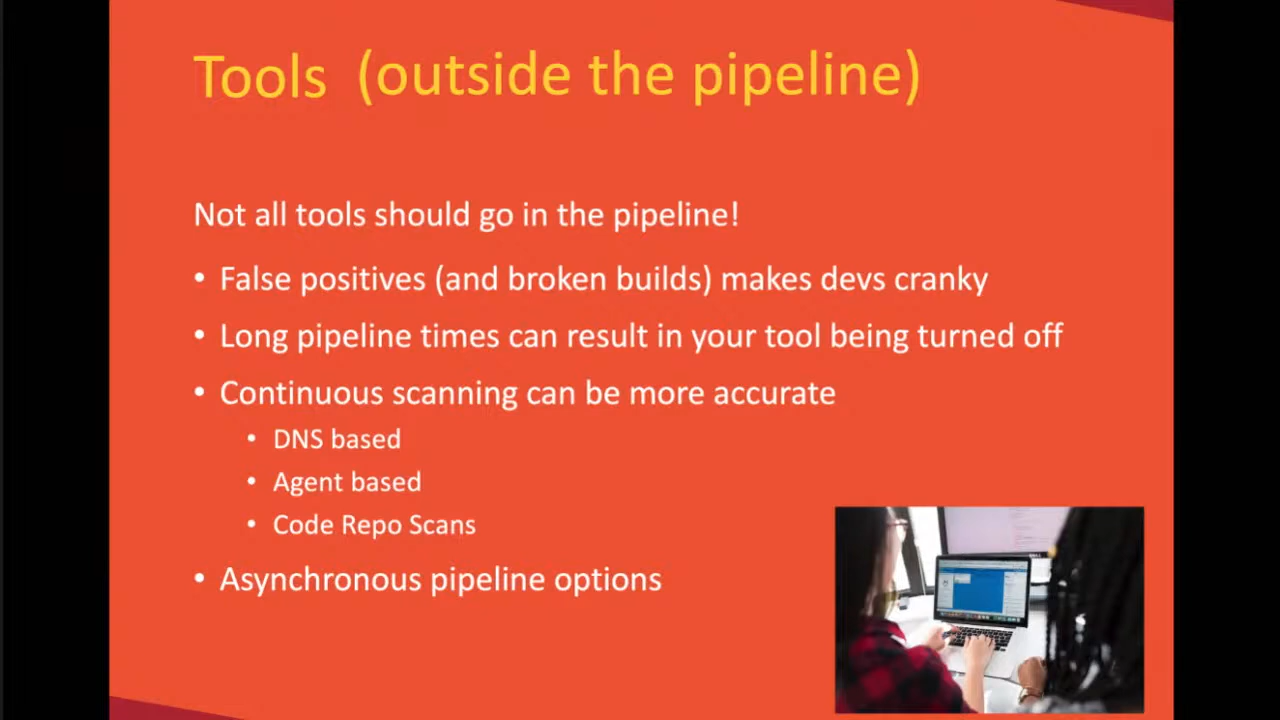 Tools (outside the pipeline)
Not all tools should go in the pipeline!
• False positives (and broken builds) makes devs cranky
• Long pipeline times can result in your tool being turned off
• Continuous scanning can be more accurate
• DNS based
• Agent based
• Code Repo Scans
• Asynchronous pipeline options